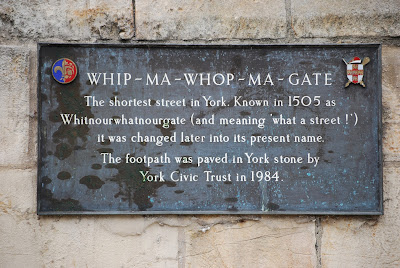 WHIP-MA-WHOP-MA-GATE
The shortest street in York. Known in 1505 as
Whitnourwhatnourgate (and meaning 'what a street !')
it was changed later into its present name.
The footpath was paved in York stone by
York Civic Trust in 1984.